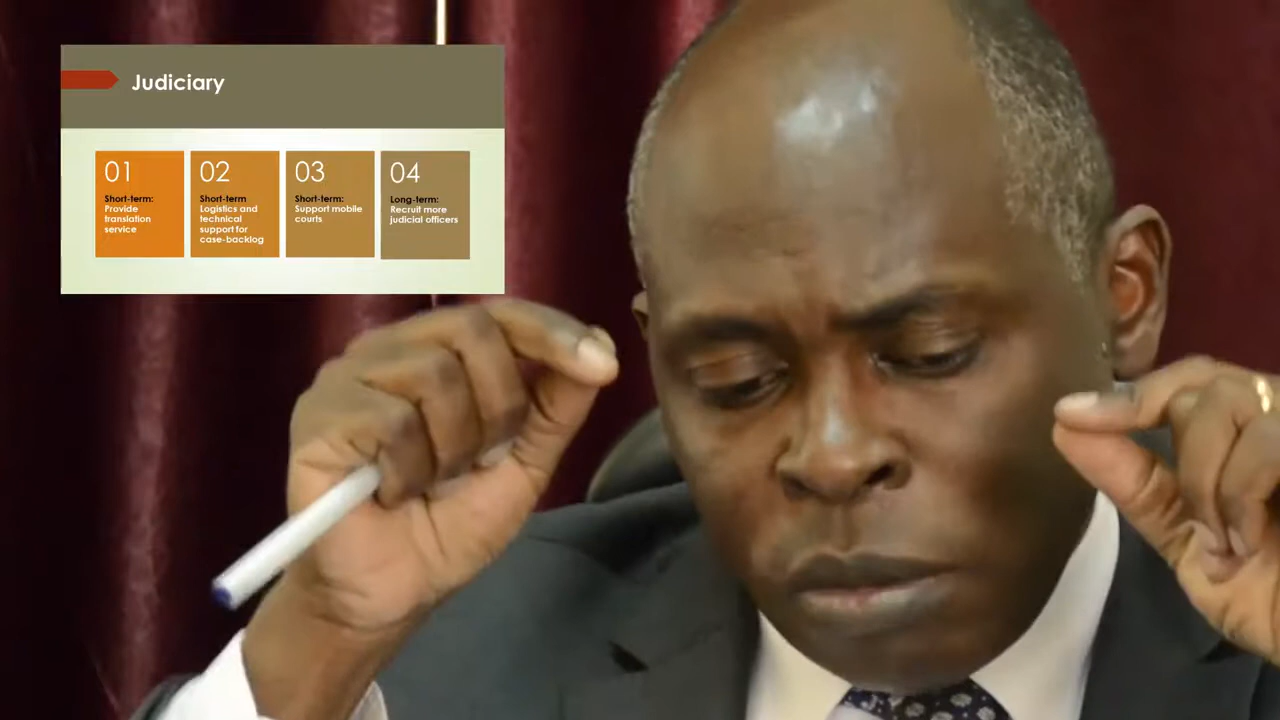 Judiciary
01
Short-term:
Provide
translation
service
02
Short-term
Logistics and
technical
support for
case-backlog
03
Short-term:
Support mobile
courts
04
Long-term:
Recruit more
judicial officers